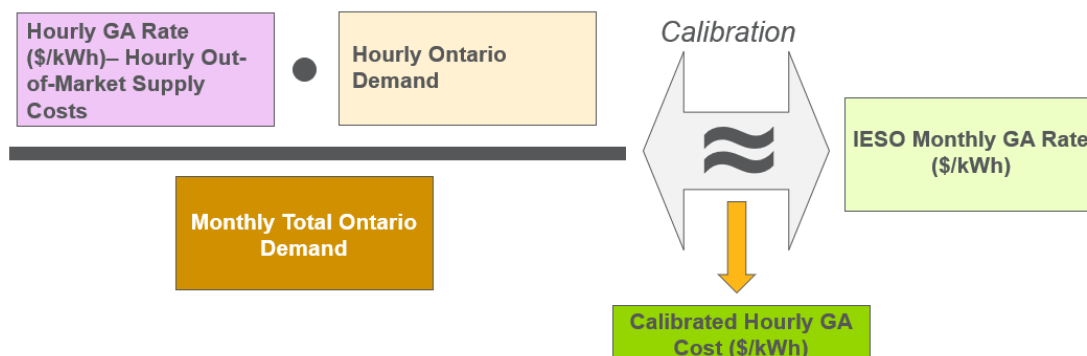 Hourly GA Rate
($/kWh)– Hourly Out-
of-Market Supply
Costs
Hourly Ontario
Demand
Monthly Total Ontario
Demand
Calibration
≈
IESO Monthly GA Rate
($/kWh)
Calibrated Hourly GA
Cost ($/kWh)